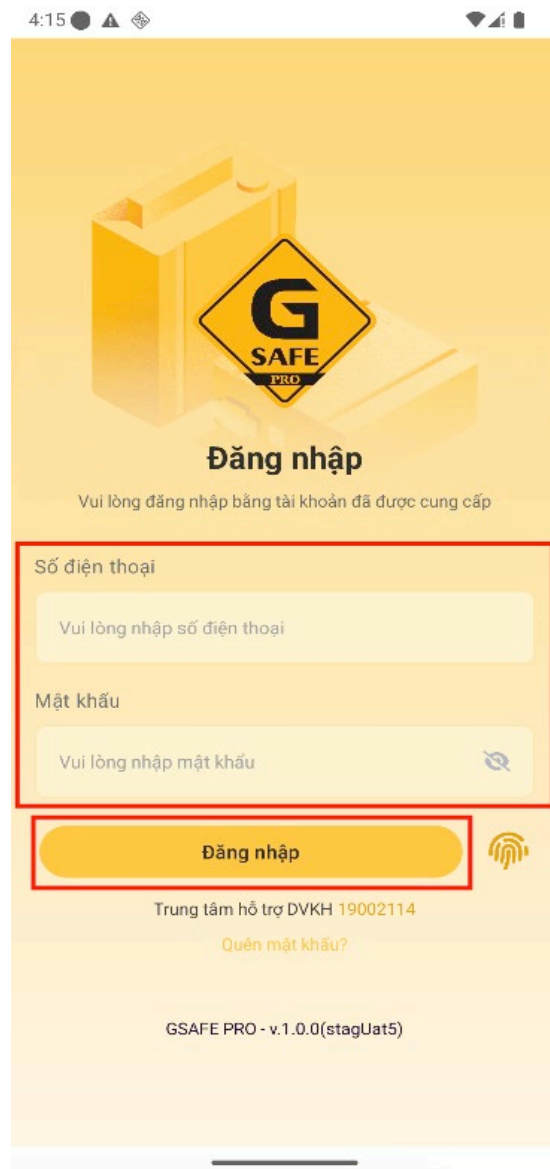 4:15
G
SAFE
PRO
Đăng nhập
Vui lòng đăng nhập bằng tài khoản đã được cung cấp
Số điện thoại
Vui lòng nhập số điện thoại
Mật khẩu
Vui lòng nhập mật khẩu
Đăng nhập
Trung tâm hỗ trợ DVKH 19002114
Quên mật khẩu?
GSAFE PRO - v.1.0.0(stagUat5)